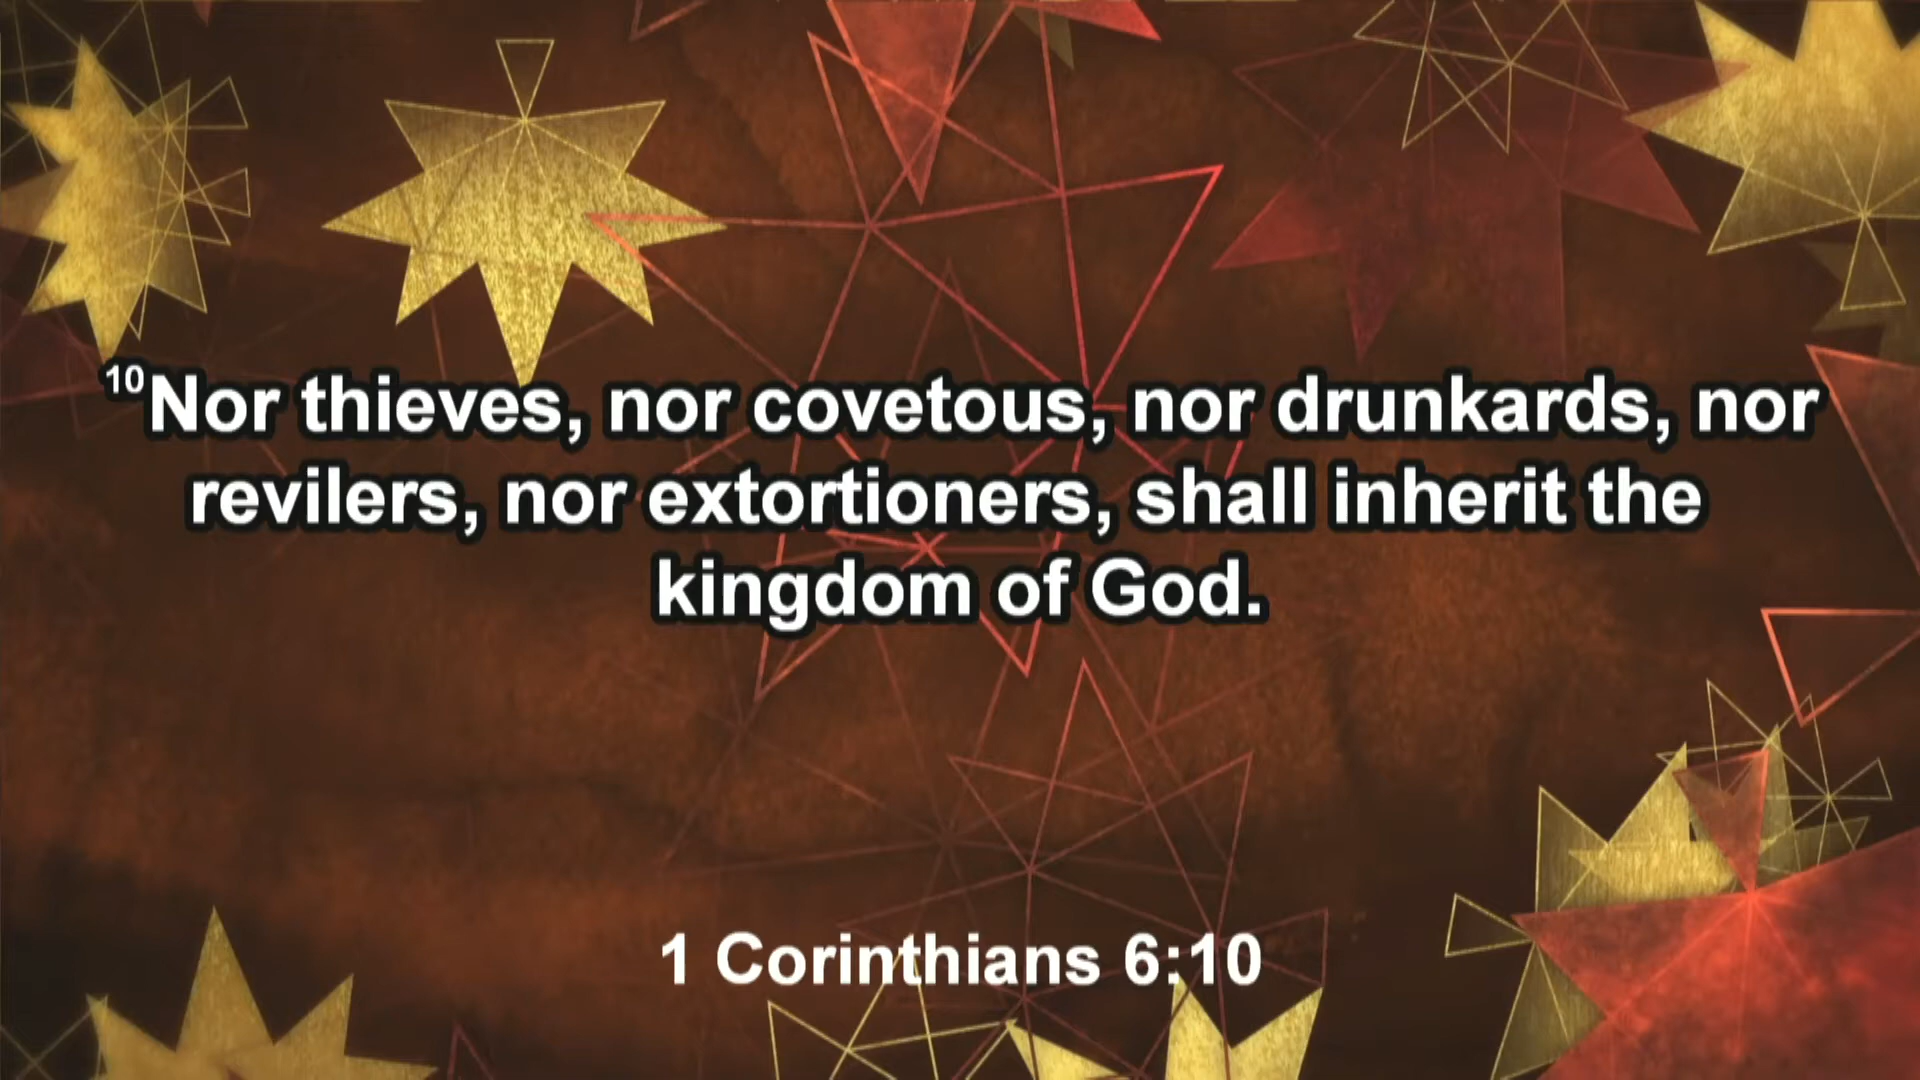 ¹⁰Nor thieves, nor covetous, nor drunkards, nor
revilers, nor extortioners, shall inherit the
kingdom of God.
1 Corinthians 6:10